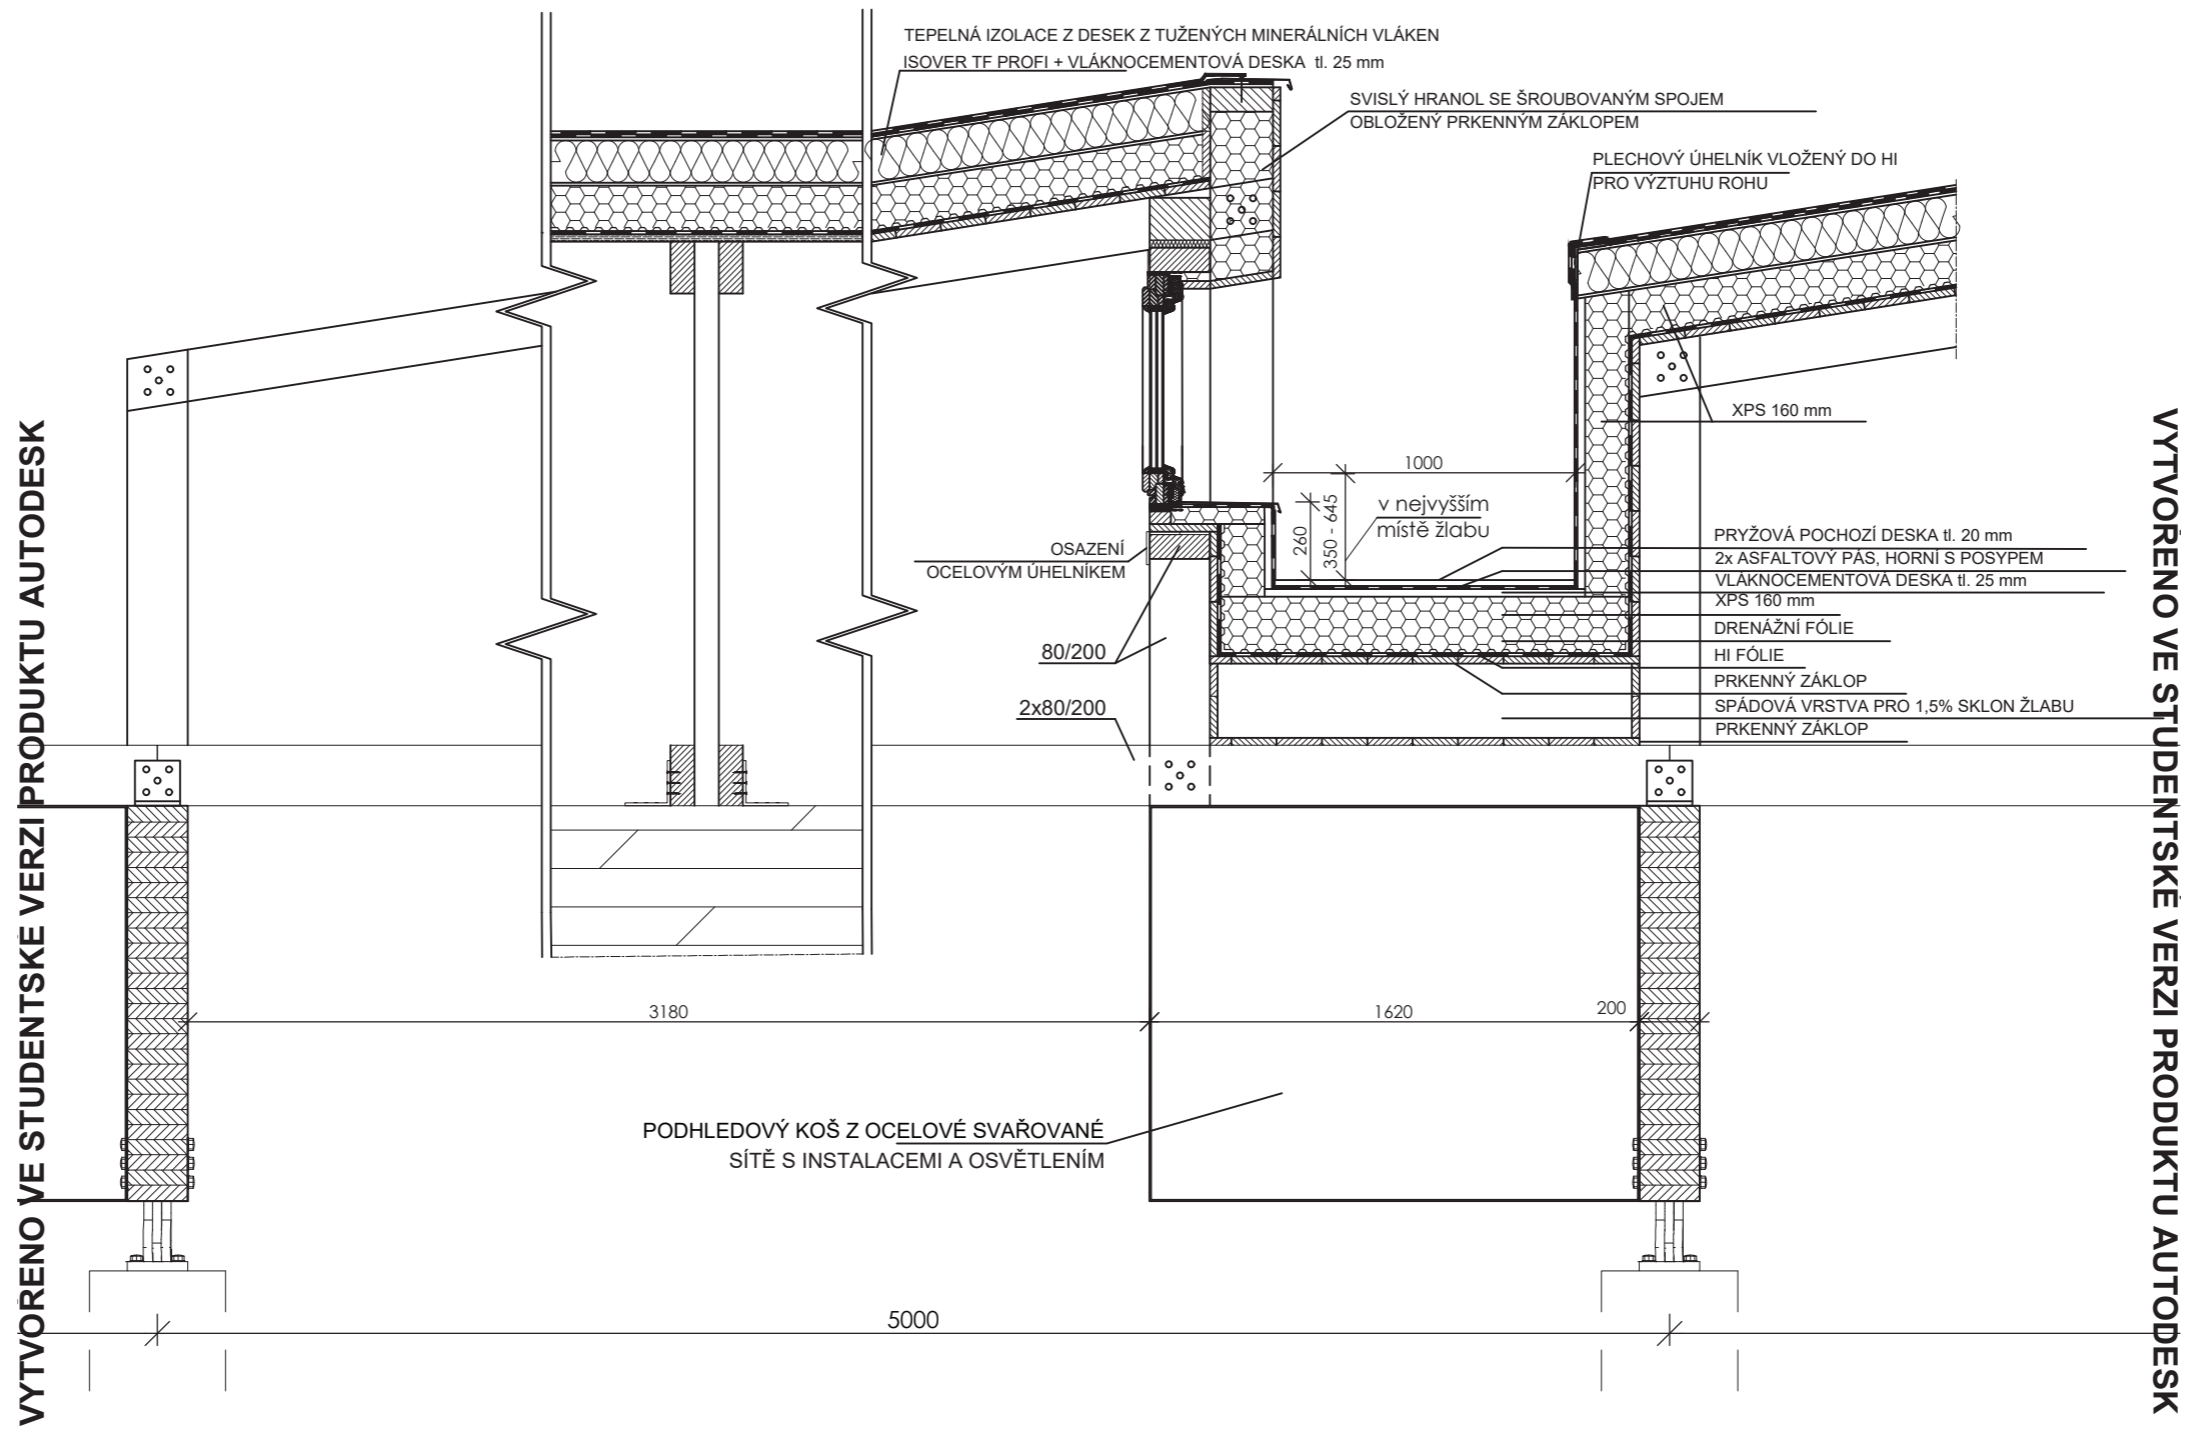 TEPELNÁ IZOLACE Z DESEK Z TUŽENÝCH MINERÁLNÍCH VLÁKEN
ISOVER TF PROFI + VLÁKNOCEMENTOVÁ DESKA tl. 25 mm
SVISLÝ HRANOL SE ŠROUBOVANÝM SPOJEM
OBLOŽENÝ PRKENNÝM ZÁKLOPEM
PLECHOVÝ ÚHELNÍK VLOŽENÝ DO HI
PRO VÝZTUHU ROHU
XPS 160 mm
1000
260
350 - 645
v nejvyšším
místě žlabu
OSAZENÍ
OCELOVÝM ÚHELNÍKEM
PRYŽOVÁ POCHOZÍ DESKA tl. 20 mm
2x ASFALTOVÝ PÁS, HORNÍ S POSYPEM
VLÁKNOCEMENTOVÁ DESKA tl. 25 mm
XPS 160 mm
DRENÁŽNÍ FÓLIE
HI FÓLIE
PRKENNÝ ZÁKLOP
SPÁDOVÁ VRSTVA PRO 1,5% SKLON ŽLABU
PRKENNÝ ZÁKLOP
80/200
2x80/200
3180
1620
200
PODHLEDOVÝ KOŠ Z OCELOVÉ SVAŘOVANÉ
SÍTĚ S INSTALACEMI A OSVĚTLENÍM
5000
VYTVOŘENO VE STUDENTSKÉ VERZI PRODUKTU AUTODESK
VYTVOŘENO VE STUDENTSKÉ VERZI PRODUKTU AUTODESK